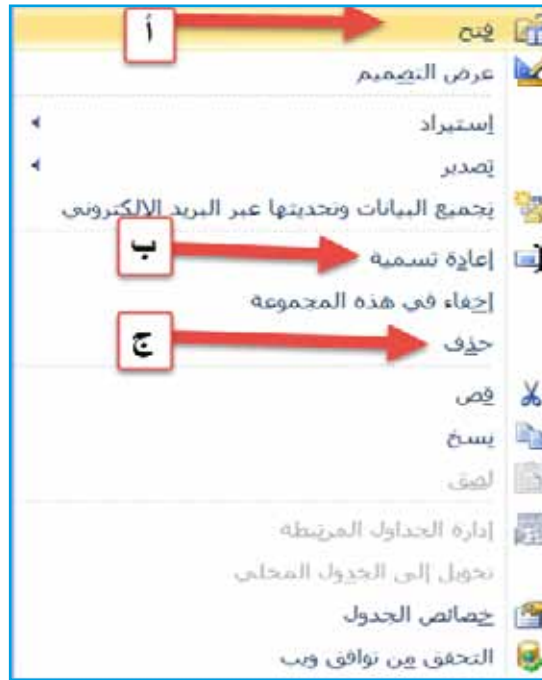 أ
فتح
عرض التصميم
إستيراد
تصدير
تجميع البيانات وتحديثها عبر البريد الإلكتروني
ب
إعادة تسمية
إخفاء في هذه المجموعة
ج
حذف
قص
نسخ
لصق
إدارة الجداول المرتبطة
تحويل إلى الجدول المحلي
خصائص الجدول
التحقق من توافق ويب